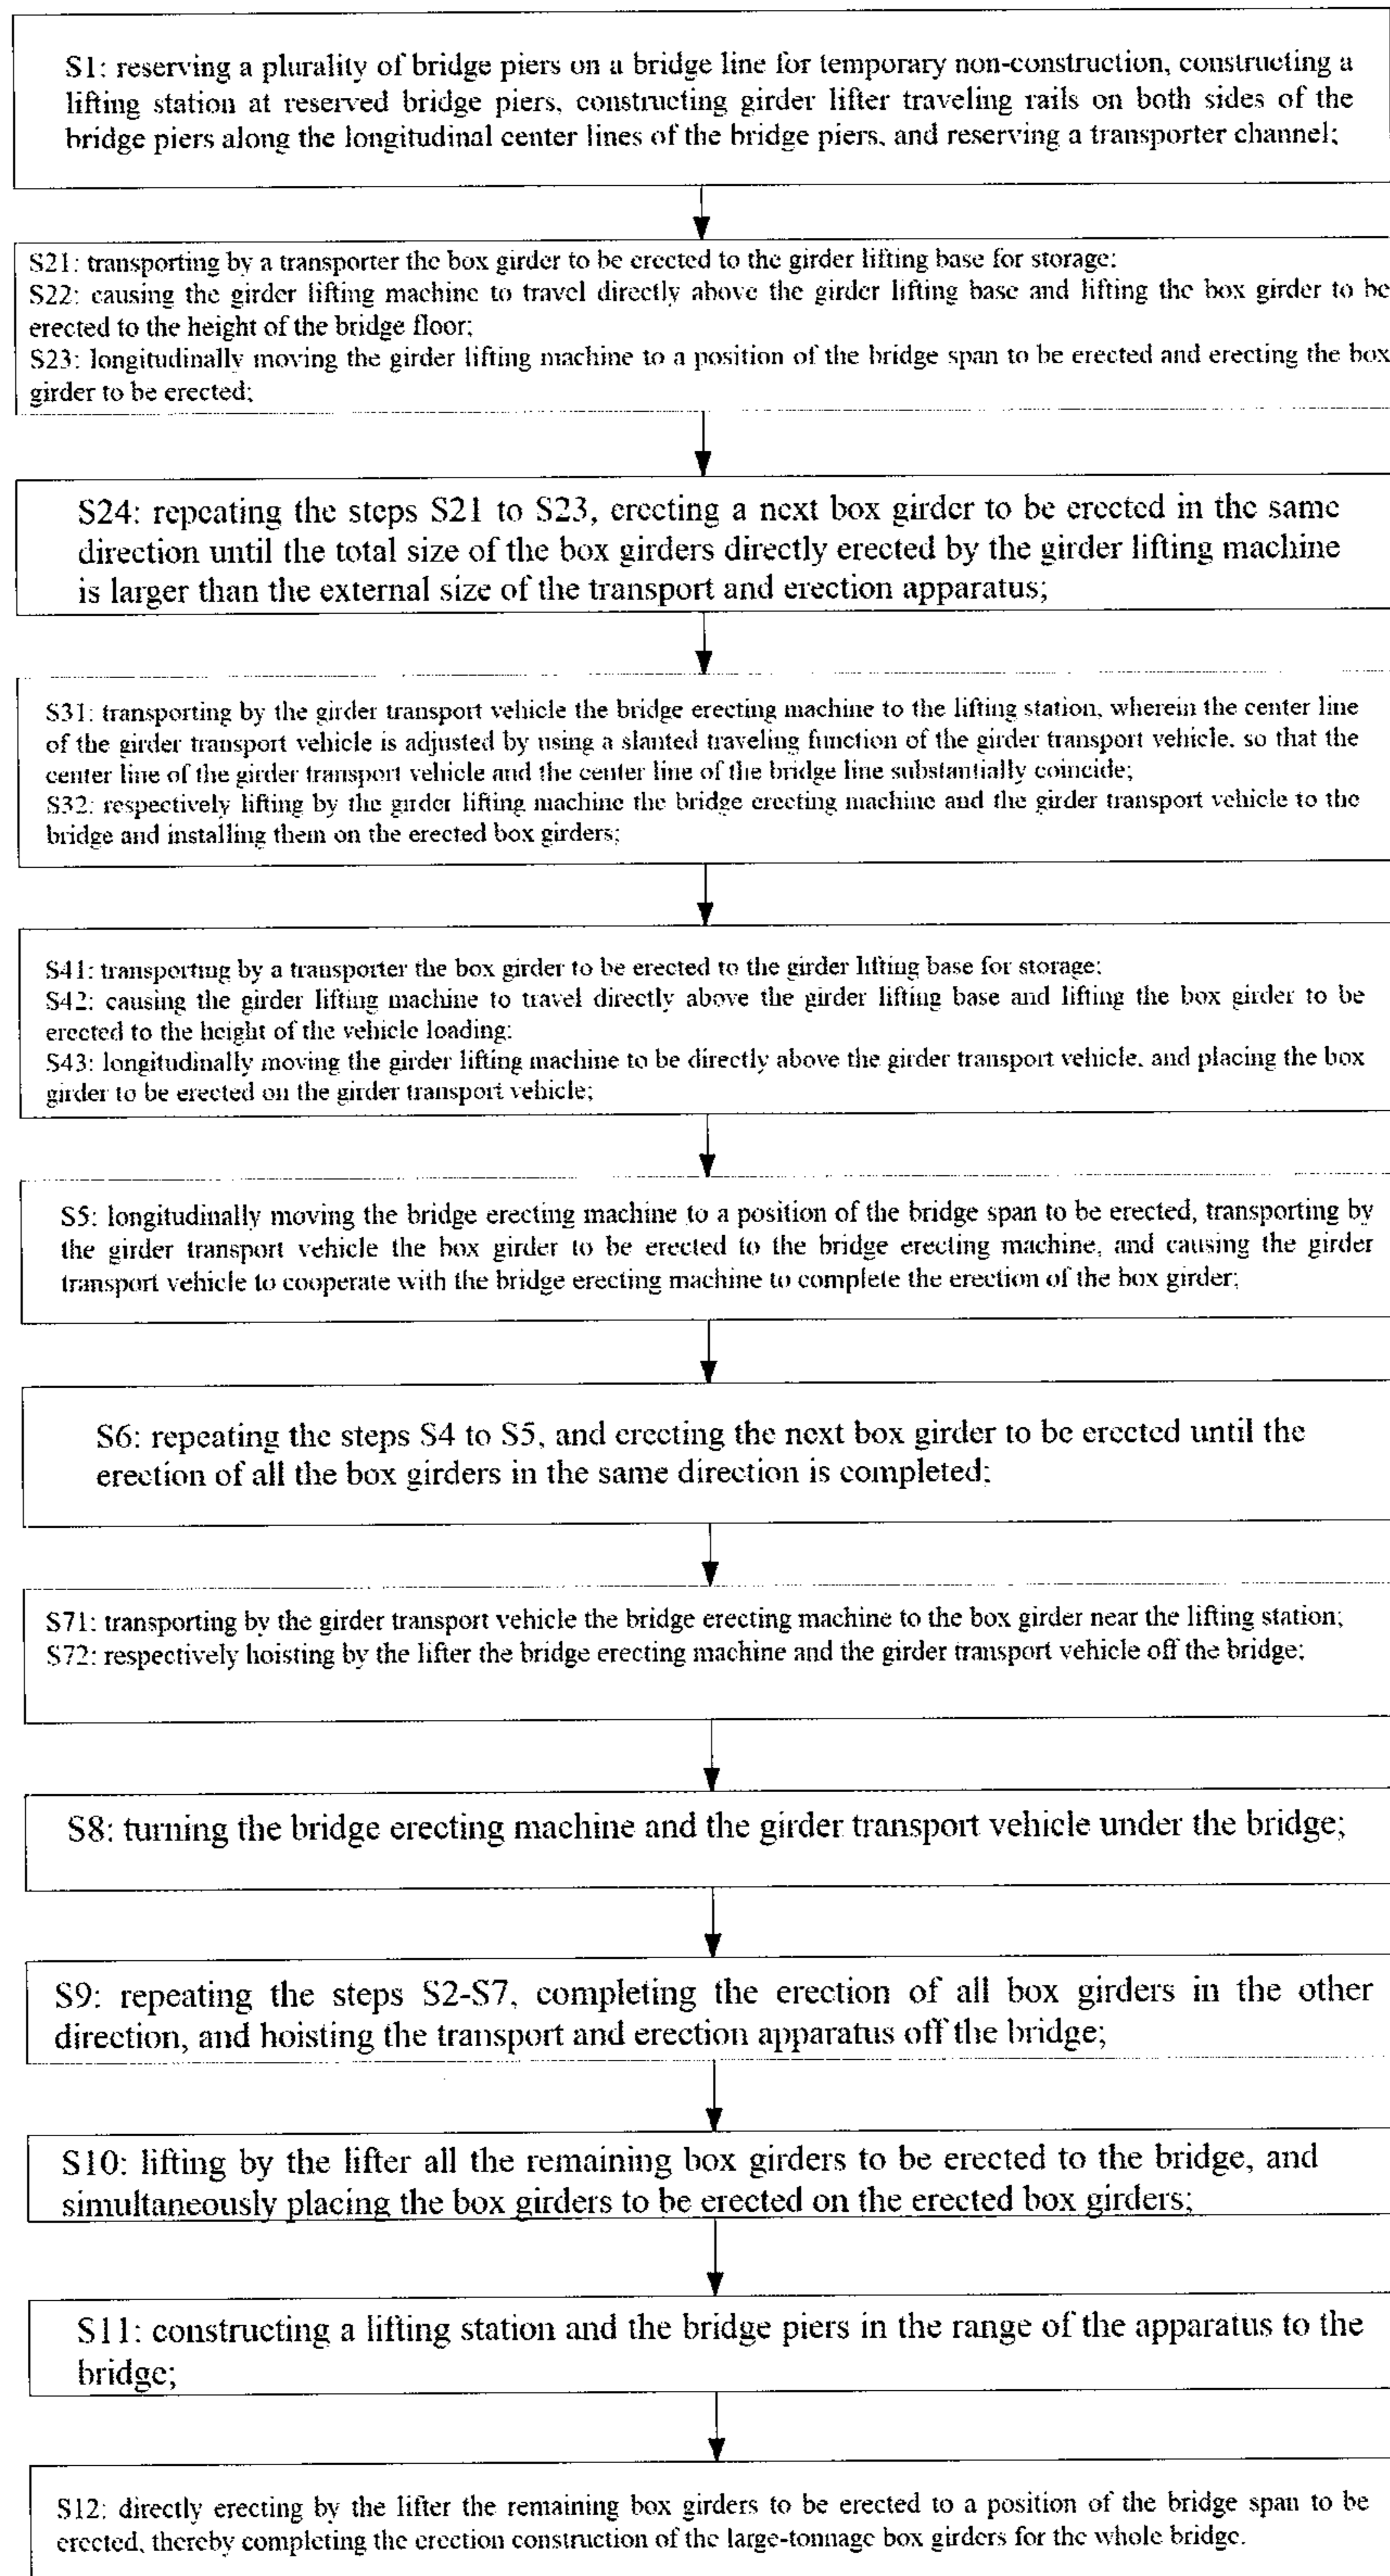 S1: reserving a plurality of bridge piers on a bridge line for temporary non-construction, constructing a
lifting station at reserved bridge piers, constructing girder lifter traveling rails on both sides of the
bridge piers along the longitudinal center lines of the bridge piers, and reserving a transporter channel;
S21: transporting by a transporter the box girder to be erected to the girder lifting base for storage;
S22: causing the girder lifting machine to travel directly above the girder lifting base and lifting the box girder to be
erected to the height of the bridge floor;
S23: longitudinally moving the girder lifting machine to a position of the bridge span to be erected and erecting the box
girder to be erected;
S24: repeating the steps S21 to S23, erecting a next box girder to be erected in the same
direction until the total size of the box girders directly erected by the girder lifting machine
is larger than the external size of the transport and erection apparatus;
S31: transporting by the girder transport vehicle the bridge erecting machine to the lifting station, wherein the center line
of the girder transport vehicle is adjusted by using a slanted traveling function of the girder transport vehicle, so that the
center line of the girder transport vehicle and the center line of the bridge line substantially coincide;
S32: respectively lifting by the girder lifting machine the bridge erecting machine and the girder transport vehicle to the
bridge and installing them on the erected box girders;
S41: transporting by a transporter the box girder to be erected to the girder lifting base for storage;
S42: causing the girder lifting machine to travel directly above the girder lifting base and lifting the box girder to be
erected to the height of the vehicle loading;
S43: longitudinally moving the girder lifting machine to be directly above the girder transport vehicle, and placing the box
girder to be erected on the girder transport vehicle;
S5: longitudinally moving the bridge erecting machine to a position of the bridge span to be erected, transporting by
the girder transport vehicle the box girder to be erected to the bridge erecting machine, and causing the girder
transport vehicle to cooperate with the bridge erecting machine to complete the erection of the box girder;
S6: repeating the steps S4 to S5, and erecting the next box girder to be erected until the
erection of all the box girders in the same direction is completed;
S71: transporting by the girder transport vehicle the bridge erecting machine to the box girder near the lifting station;
S72: respectively hoisting by the lifter the bridge erecting machine and the girder transport vehicle off the bridge;
S8: turning the bridge erecting machine and the girder transport vehicle under the bridge;
S9: repeating the steps S2-S7, completing the erection of all box girders in the other
direction, and hoisting the transport and erection apparatus off the bridge;
S10: lifting by the lifter all the remaining box girders to be erected to the bridge, and
simultaneously placing the box girders to be erected on the erected box girders;
S11: constructing a lifting station and the bridge piers in the range of the apparatus to the
bridge;
S12: directly erecting by the lifter the remaining box girders to be erected to a position of the bridge span to be
erected, thereby completing the erection construction of the large-tonnage box girders for the whole bridge.